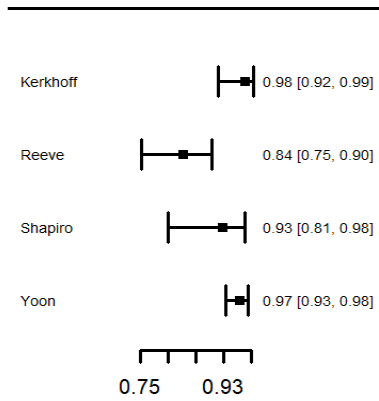 Kerkhoff 0.98 [0.92, 0.99]
Reeve 0.84 [0.75, 0.90]
Shapiro 0.93 [0.81, 0.98]
Yoon 0.97 [0.93, 0.98]
0.75 0.93